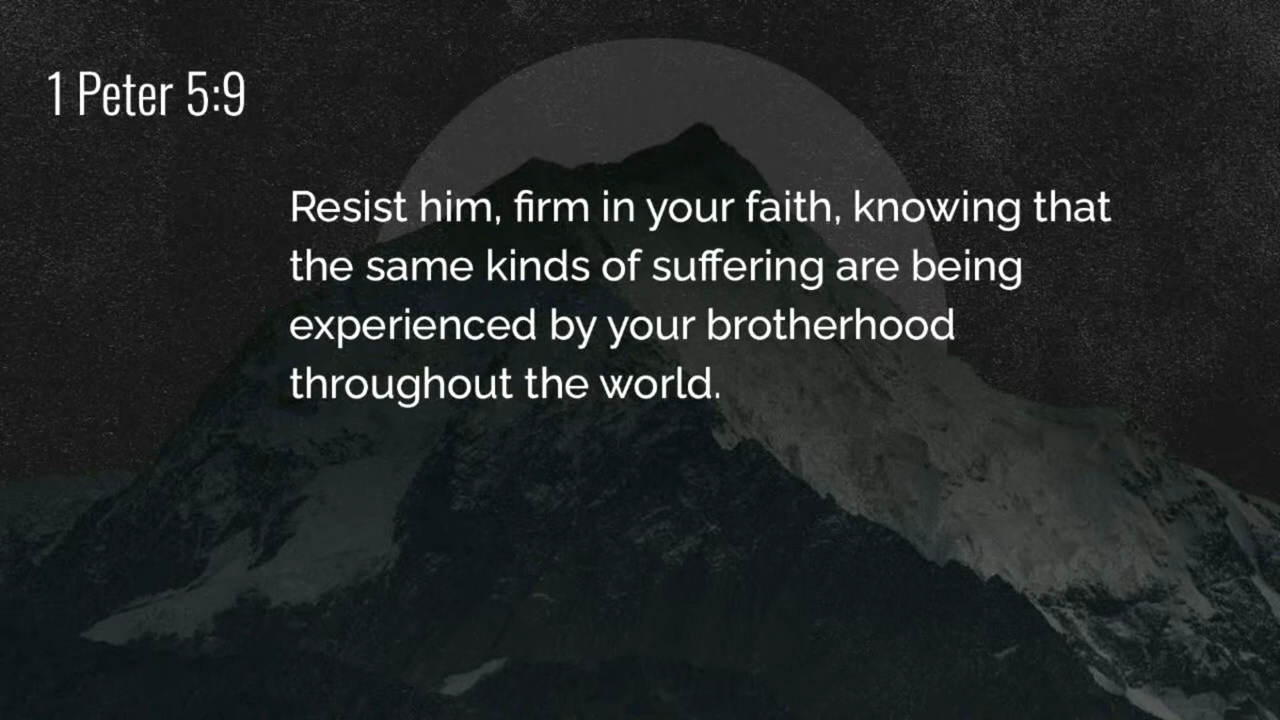 1 Peter 5:9
Resist him, firm in your faith, knowing that
the same kinds of suffering are being
experienced by your brotherhood
throughout the world.